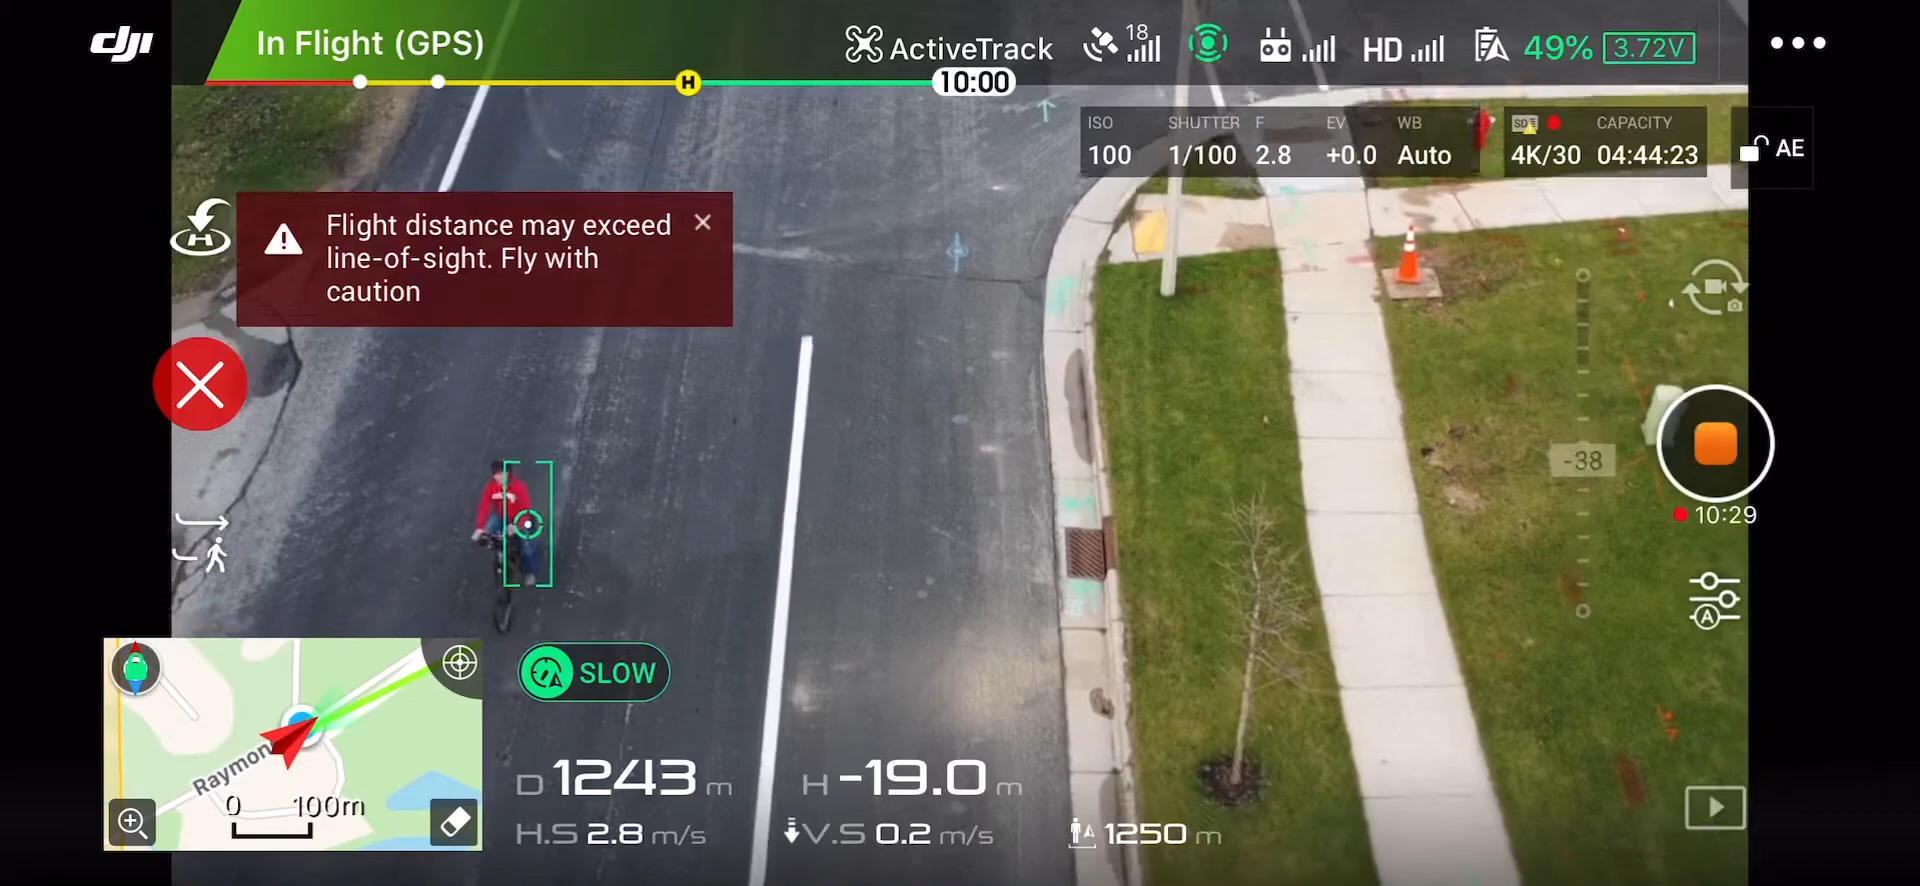 dji
In Flight (GPS)
ActiveTrack
18
HD
49%
3.72V
H
10:00
ISO
SHUTTER
F
EV
WB
CAPACITY
100
1/100
2.8
+0.0
Auto
SD
4K/30
04:44:23
AE
Flight distance may exceed
line-of-sight. Fly with
caution
-38
10:29
A
SLOW
Raymon
0
100m
D 1243 m
H -19.0 m
H.S 2.8 m/s
V.S 0.2 m/s
1250 m